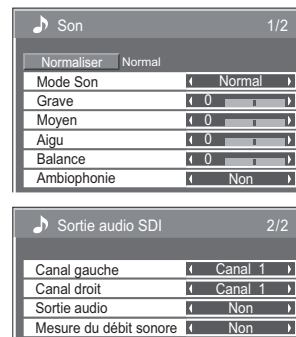 Son 1/2
Normaliser Normal
Mode Son Normal
Grave 0
Moyen 0
Aigu 0
Balance 0
Ambiophonie Non
Sortie audio SDI 2/2
Canal gauche Canal 1
Canal droit Canal 1
Sortie audio Non
Mesure du débit sonore Non